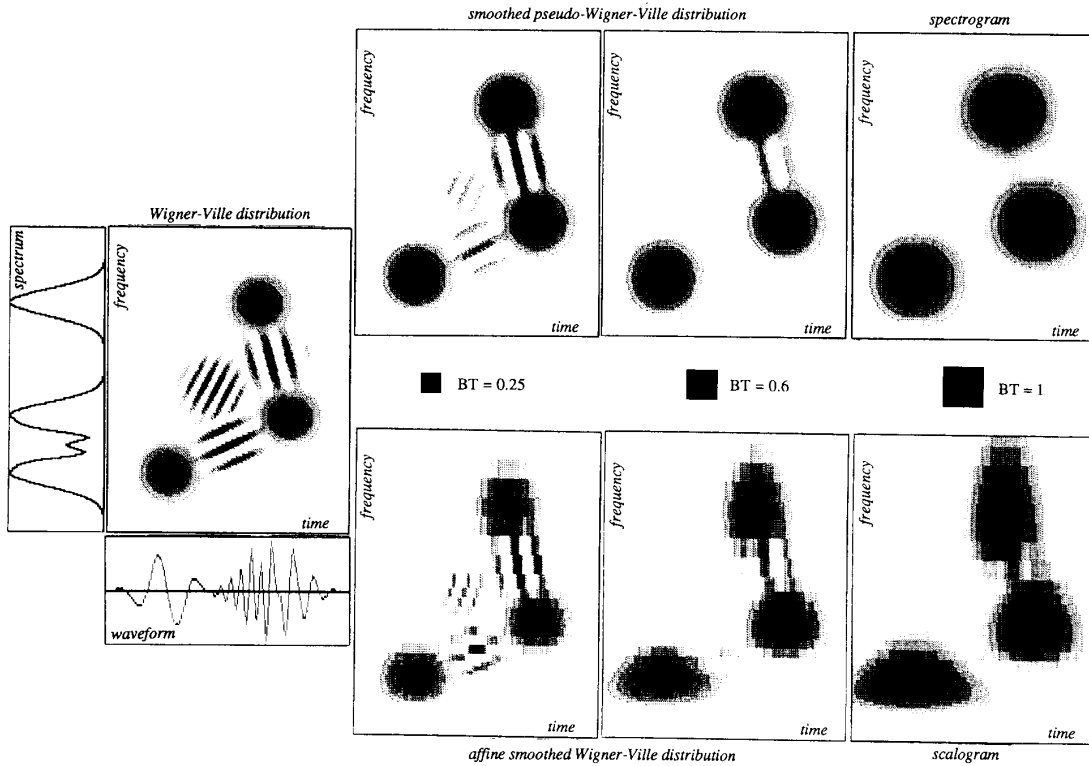 smoothed pseudo-Wigner-Ville distribution
spectrogram
frequency
time
frequency
time
frequency
time
Wigner-Ville distribution
spectrum
frequency
time
waveform
BT = 0.25
BT = 0.6
BT = 1
frequency
time
frequency
time
frequency
time
affine smoothed Wigner-Ville distribution
scalogram